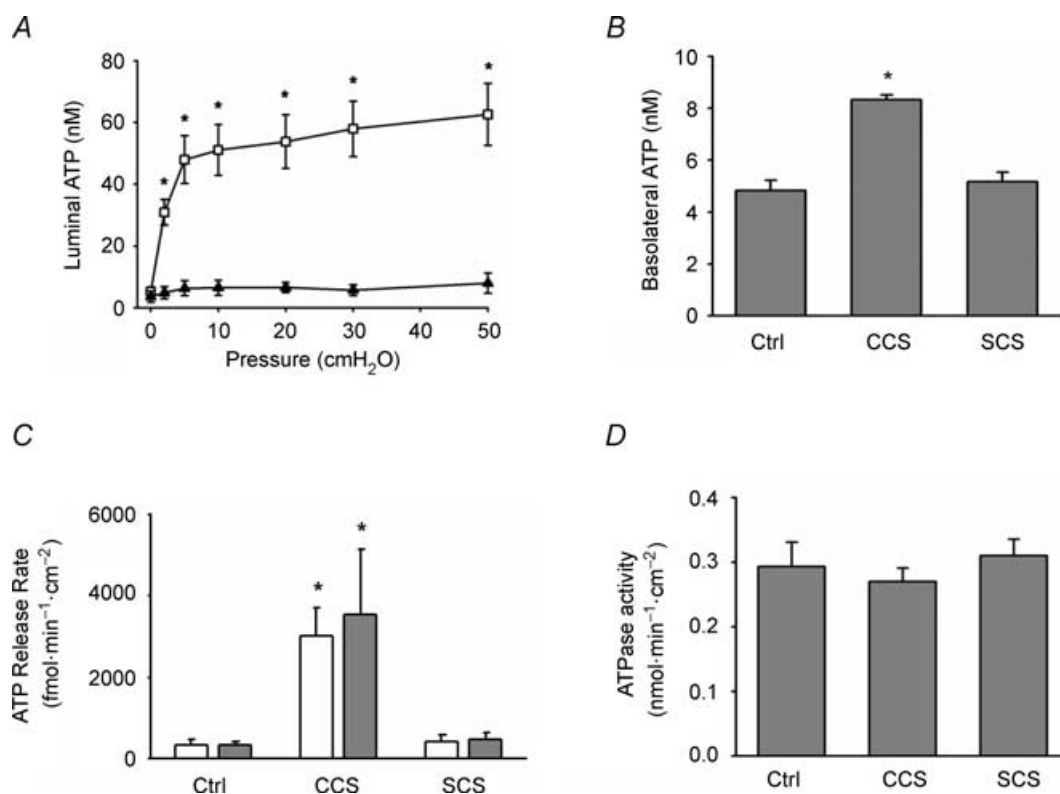 A
Luminal ATP (nM)
80
60
40
20
0
* * * * * *
0 10 20 30 40 50
Pressure (cmH₂O)
B
Basolateral ATP (nM)
10
8
6
4
2
0
*
Ctrl CCS SCS
C
ATP Release Rate
(fmol·min⁻¹·cm⁻²)
6000
4000
2000
0
* *
Ctrl CCS SCS
D
ATPase activity
(nmol·min⁻¹·cm⁻²)
0.4
0.3
0.2
0.1
0.0
Ctrl CCS SCS